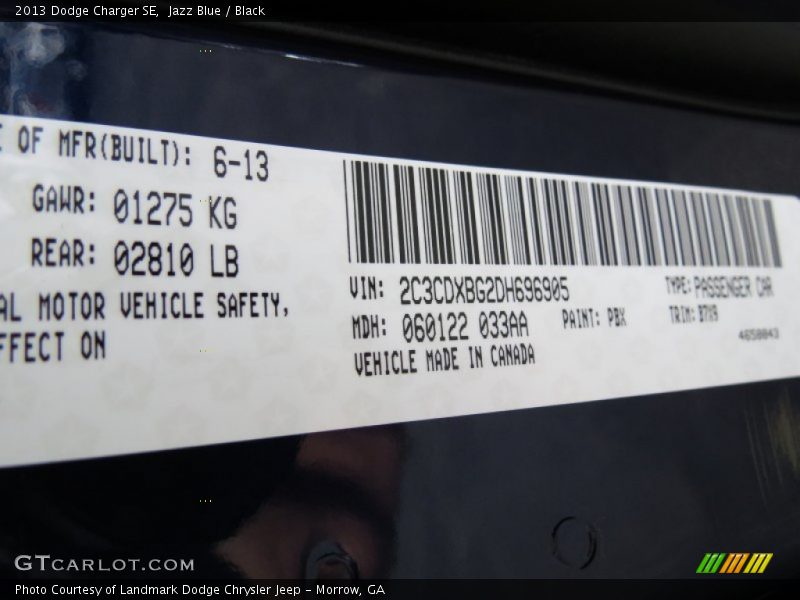 2013 Dodge Charger SE,  Jazz Blue / Black
E OF MFR(BUILT): 6-13
GAWR: 01275 KG
REAR: 02810 LB
AL MOTOR VEHICLE SAFETY,
FFECT ON
VIN: 2C3CDXBG2DH696905 TYPE: PASSENGER CAR
MDH: 060122 033AA PAINT: PBX TRIM: B7X9
VEHICLE MADE IN CANADA
GTCARLOT.COM
Photo Courtesy of Landmark Dodge Chrysler Jeep – Morrow, GA